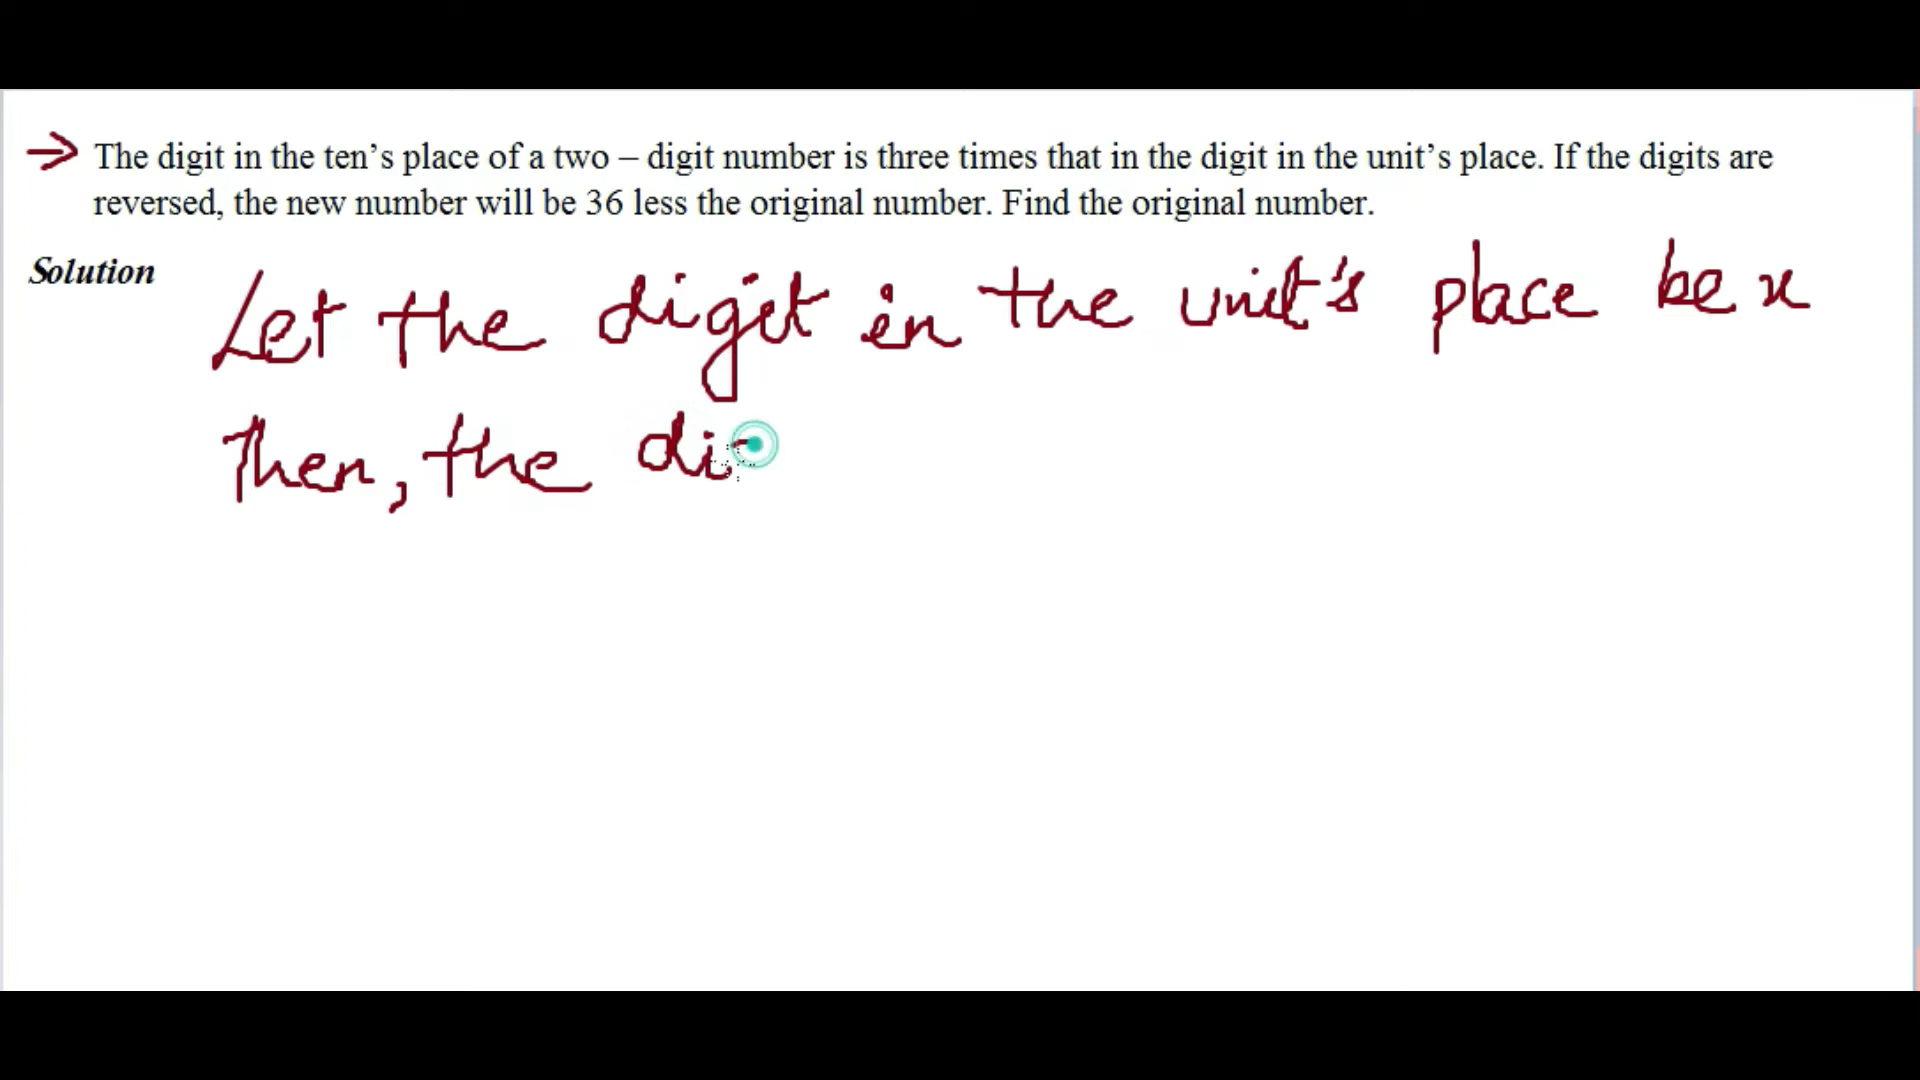 → The digit in the ten’s place of a two – digit number is three times that in the digit in the unit’s place. If the digits are
reversed, the new number will be 36 less the original number. Find the original number.
Solution
Let the digit in the unit's place be x
Then, the di